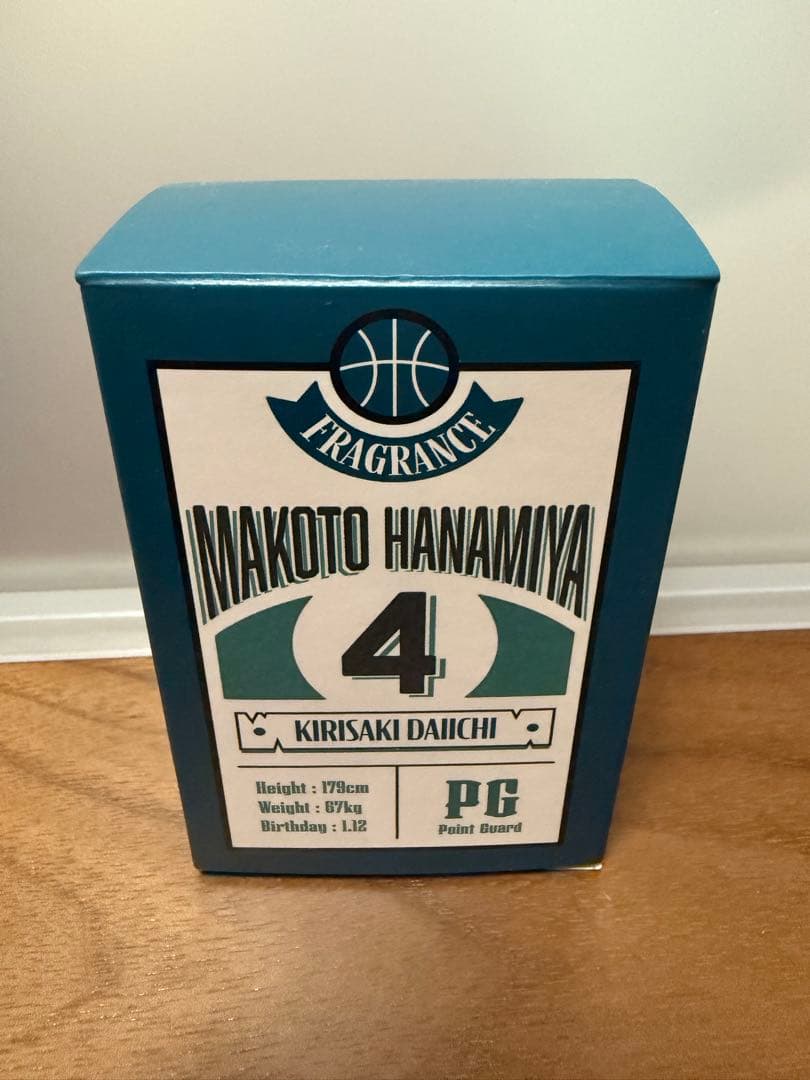 FRAGRANCE
MAKOTO HANAMIYA
4
KIRISAKI DAIICHI
Height : 179cm
Weight : 67kg
Birthday : 1.12
PG
Point Guard